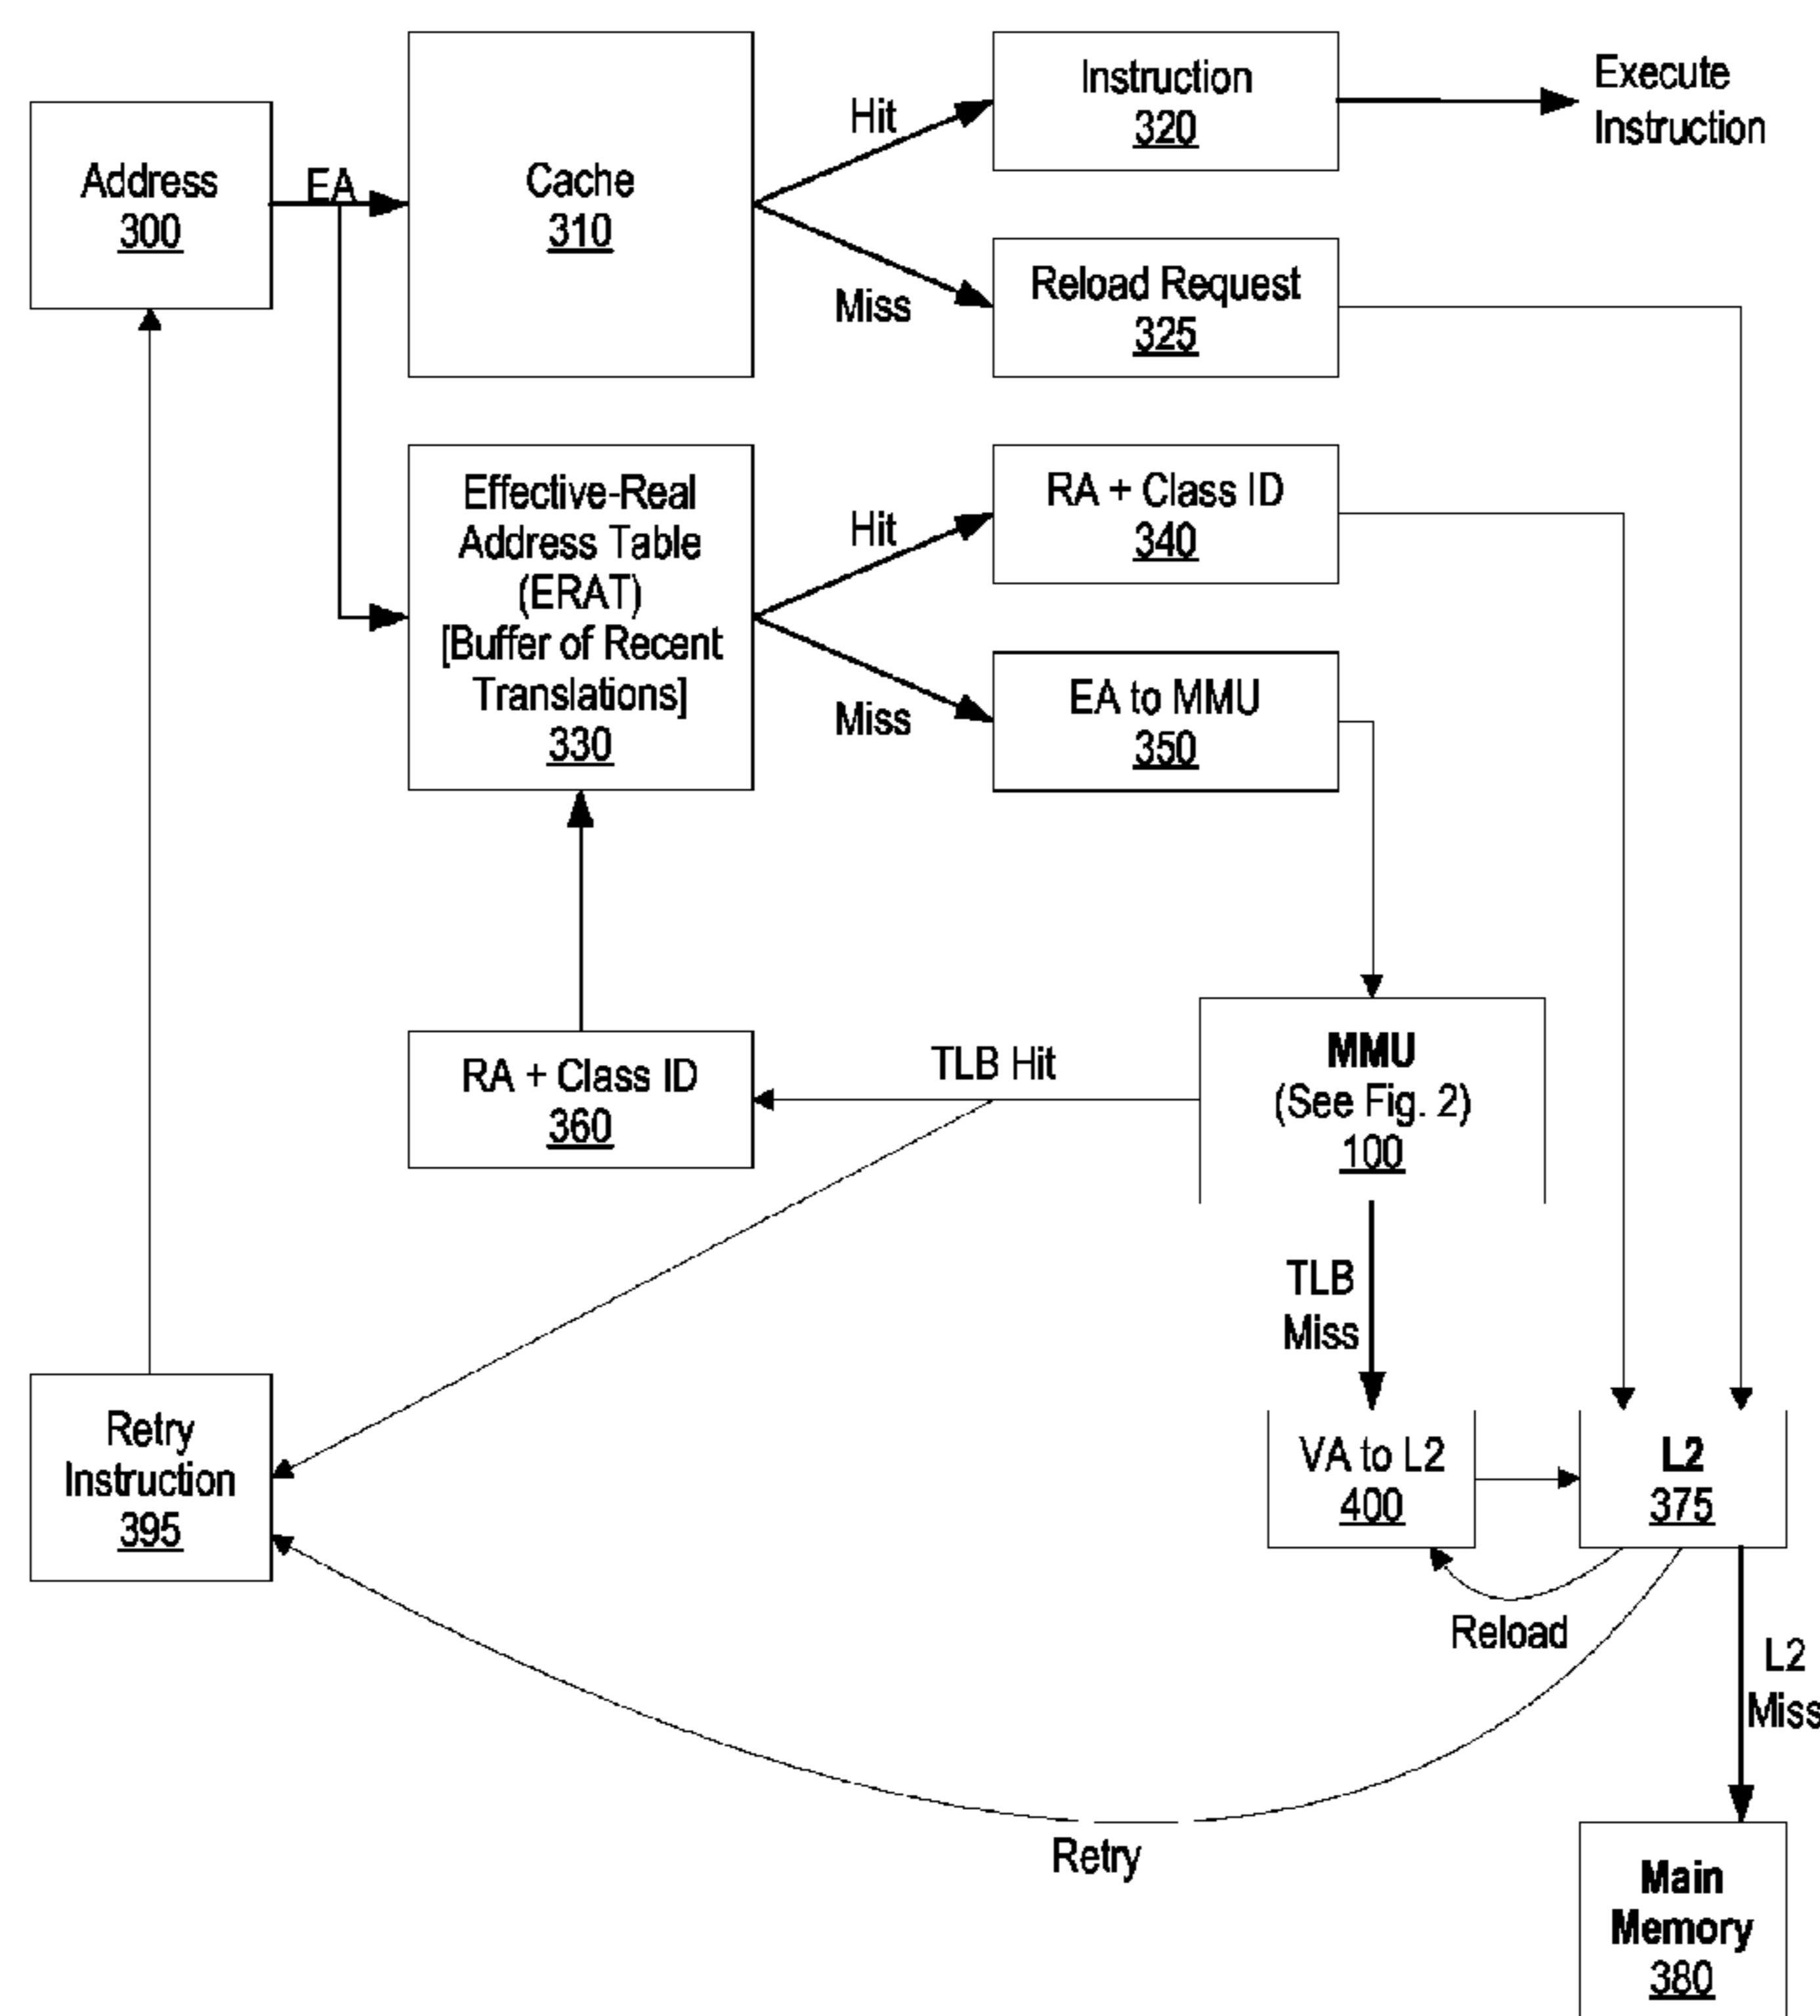 Address
300
EA
Cache
310
Hit
Miss
Instruction
320
Execute
Instruction
Reload Request
325
Effective-Real
Address Table
(ERAT)
[Buffer of Recent
Translations]
330
Hit
Miss
RA + Class ID
340
EA to MMU
350
RA + Class ID
360
TLB Hit
MMU
(See Fig. 2)
100
TLB
Miss
Retry
Instruction
395
VA to L2
400
L2
375
Reload
L2
Miss
Retry
Main
Memory
380